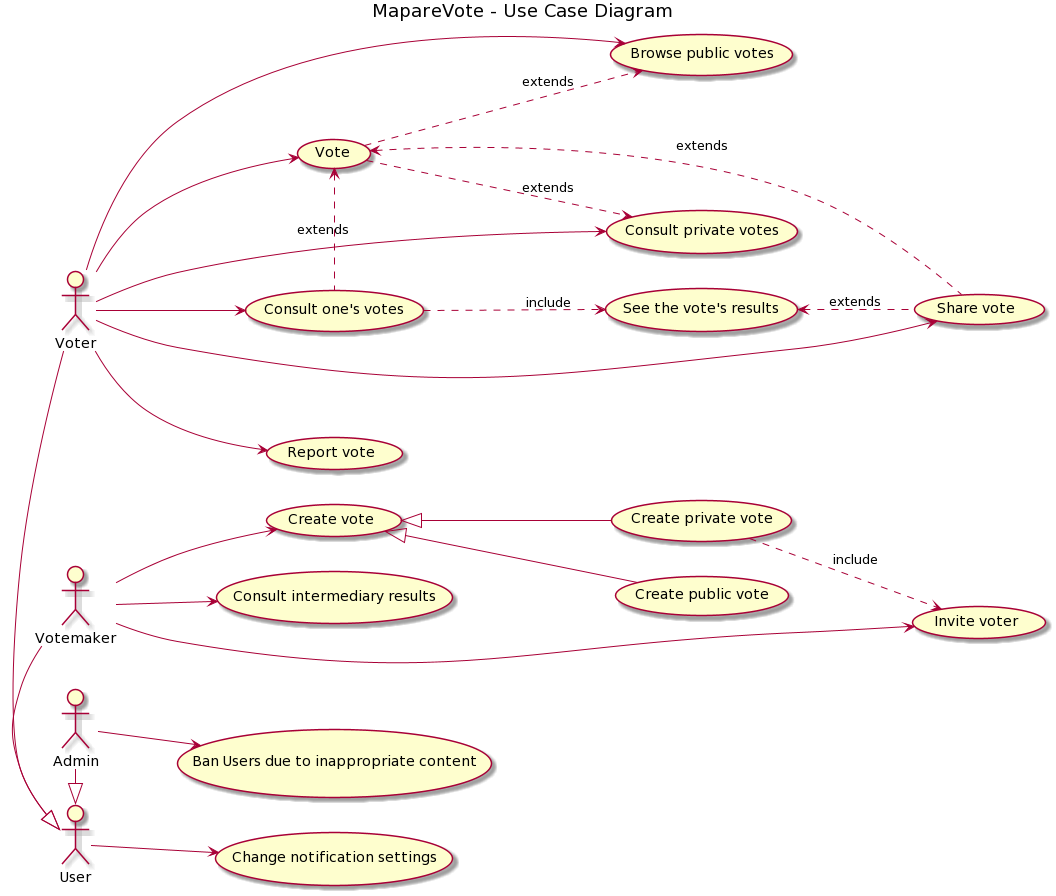 MapareVote - Use Case Diagram
Browse public votes
extends
Vote
extends
extends
Consult private votes
extends
Voter
Consult one's votes
include
See the vote's results
extends
Share vote
Report vote
Create vote
Create private vote
include
Votemaker
Consult intermediary results
Create public vote
Invite voter
Admin
Ban Users due to inappropriate content
User
Change notification settings